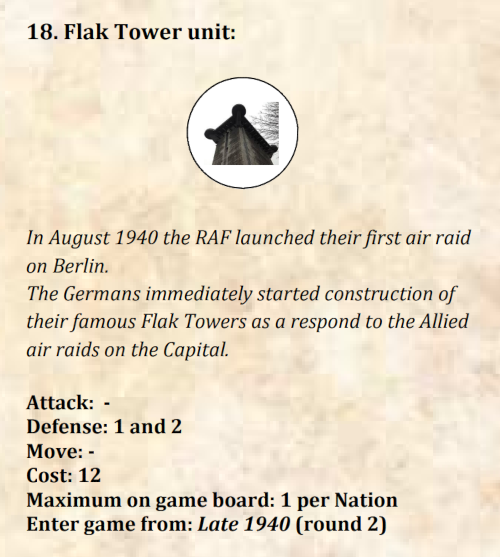 18. Flak Tower unit:
In August 1940 the RAF launched their first air raid
on Berlin.
The Germans immediately started construction of
their famous Flak Towers as a respond to the Allied
air raids on the Capital.
Attack: -
Defense: 1 and 2
Move: -
Cost: 12
Maximum on game board: 1 per Nation
Enter game from: Late 1940 (round 2)